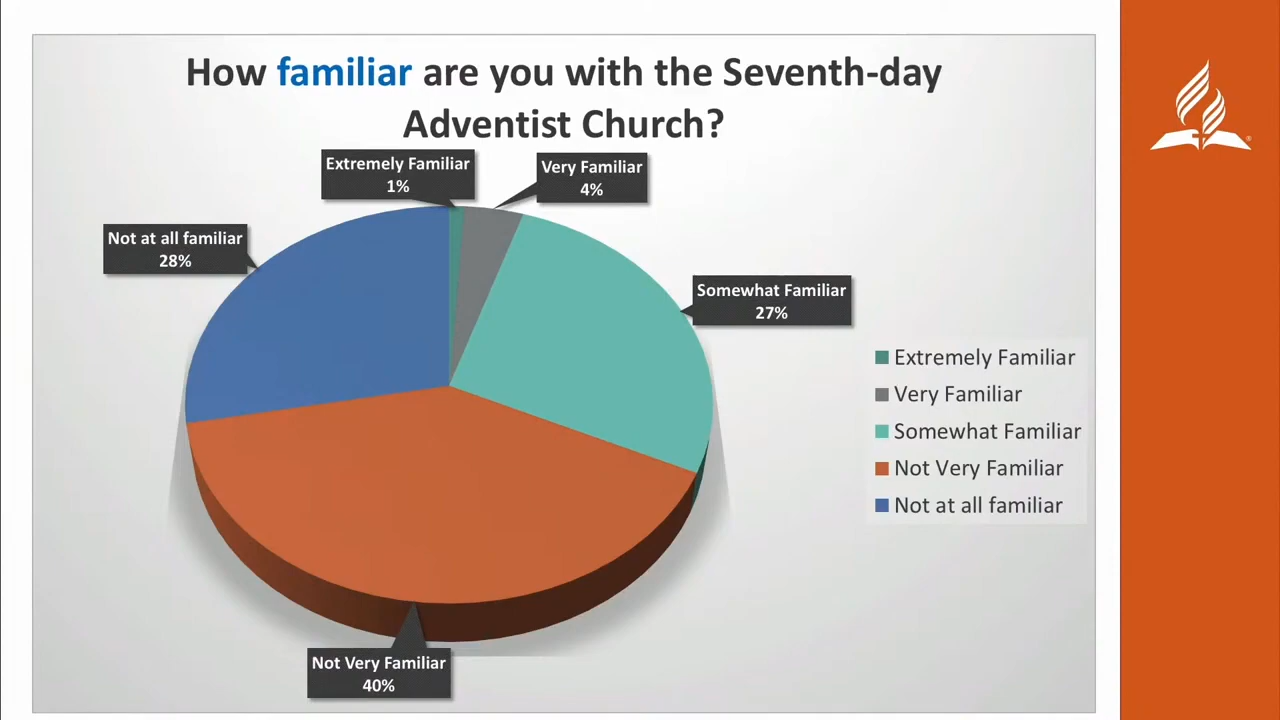 How familiar are you with the Seventh-day
Adventist Church?
Extremely Familiar
1%
Very Familiar
4%
Not at all familiar
28%
Somewhat Familiar
27%
Not Very Familiar
40%
Extremely Familiar
Very Familiar
Somewhat Familiar
Not Very Familiar
Not at all familiar
®